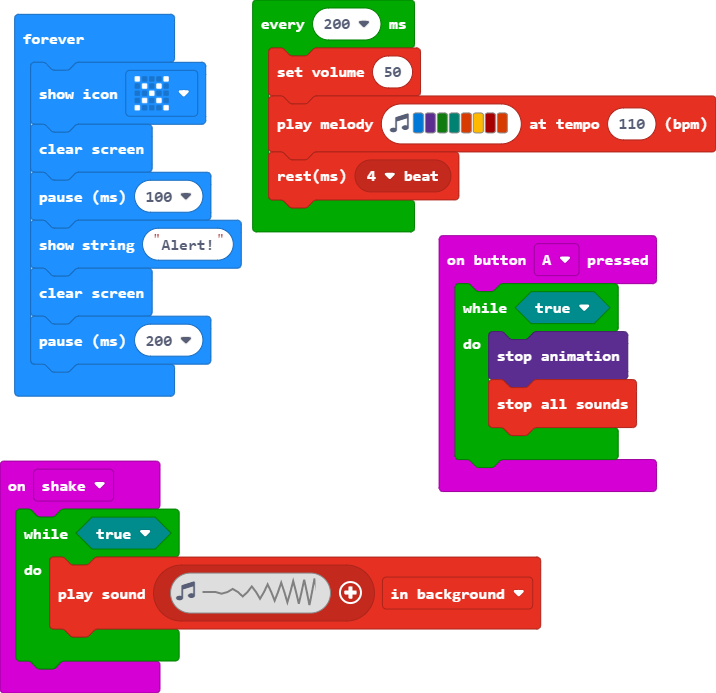 forever
show icon
clear screen
pause (ms) 100
show string "Alert!"
clear screen
pause (ms) 200
every 200 ms
set volume 50
play melody at tempo 110 (bpm)
rest(ms) 4 beat
on button A pressed
while true
do
stop animation
stop all sounds
on shake
while true
do
play sound in background